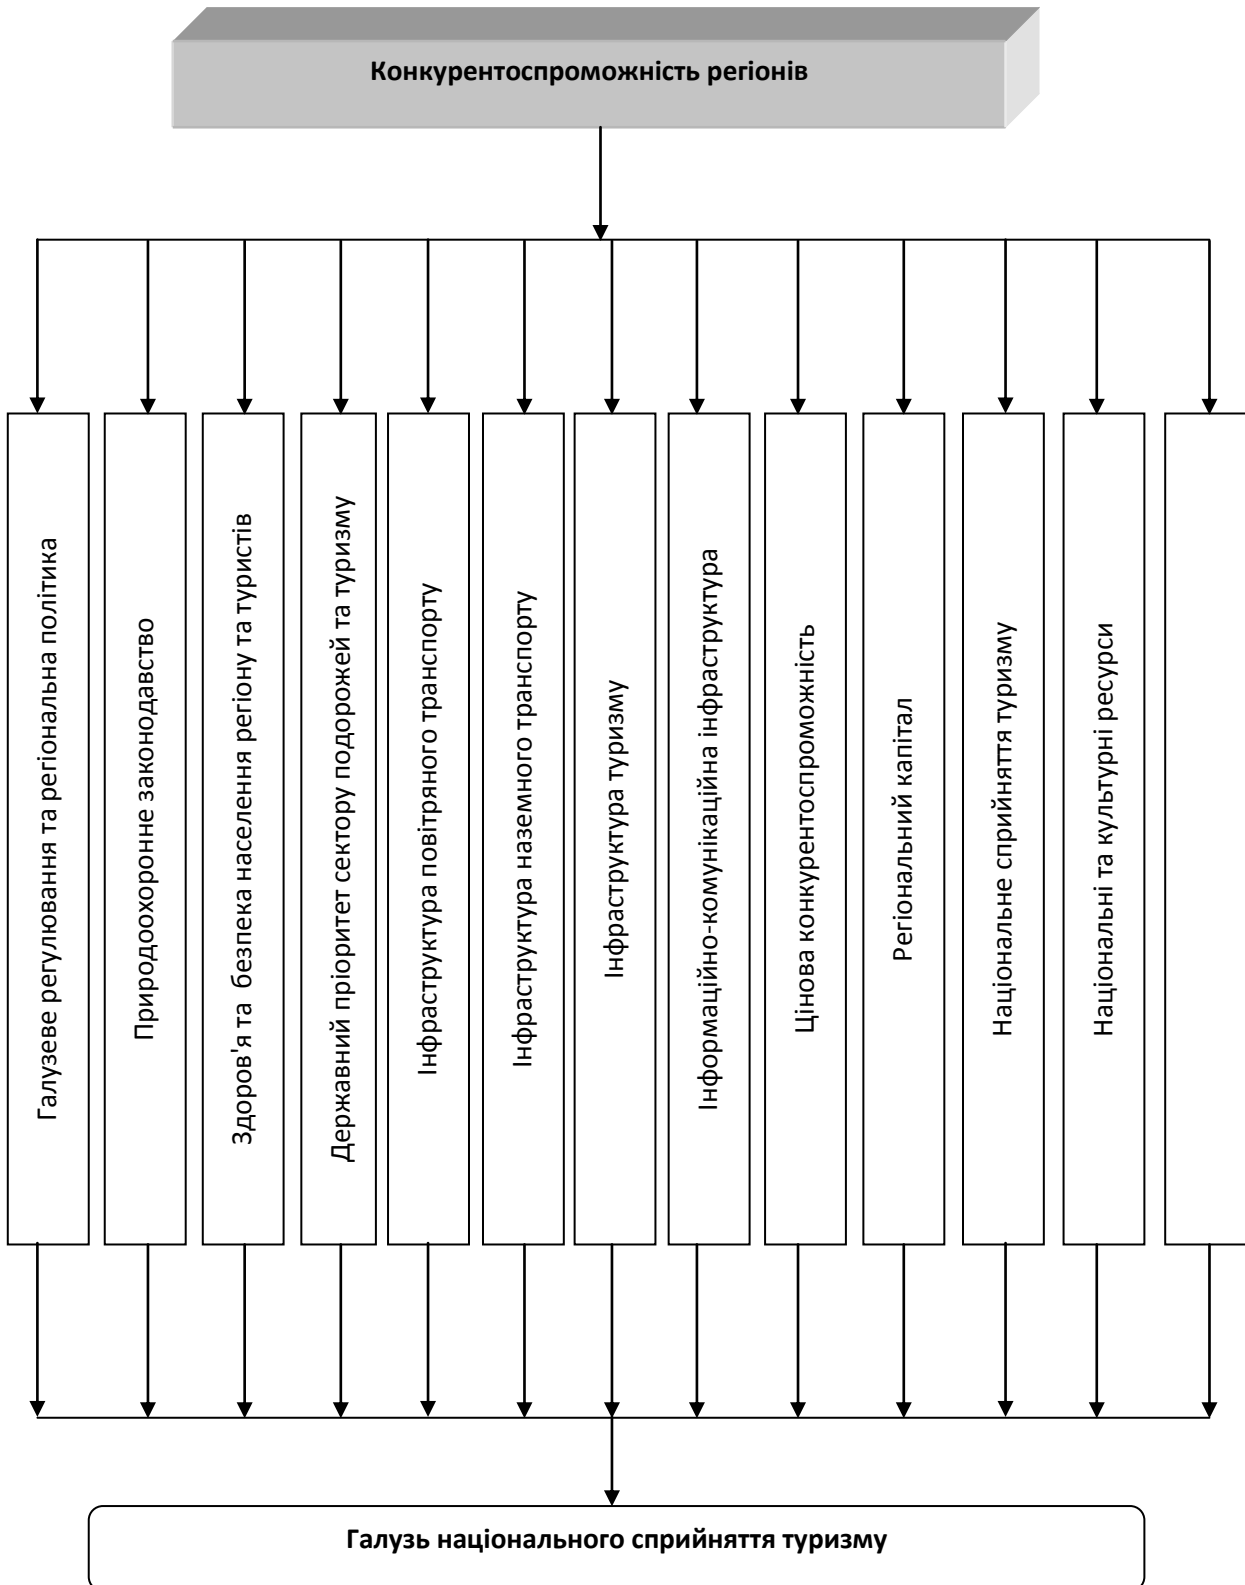 Конкурентоспроможність регіонів
Галузеве регулювання та регіональна політика
Природоохоронне законодавство
Здоров'я та безпека населення регіону та туристів
Державний пріоритет сектору подорожей та туризму
Інфраструктура повітряного транспорту
Інфраструктура наземного транспорту
Інфраструктура туризму
Інформаційно-комунікаційна інфраструктура
Цінова конкурентоспроможність
Регіональний капітал
Національне сприйняття туризму
Національні та культурні ресурси
Галузь національного сприйняття туризму